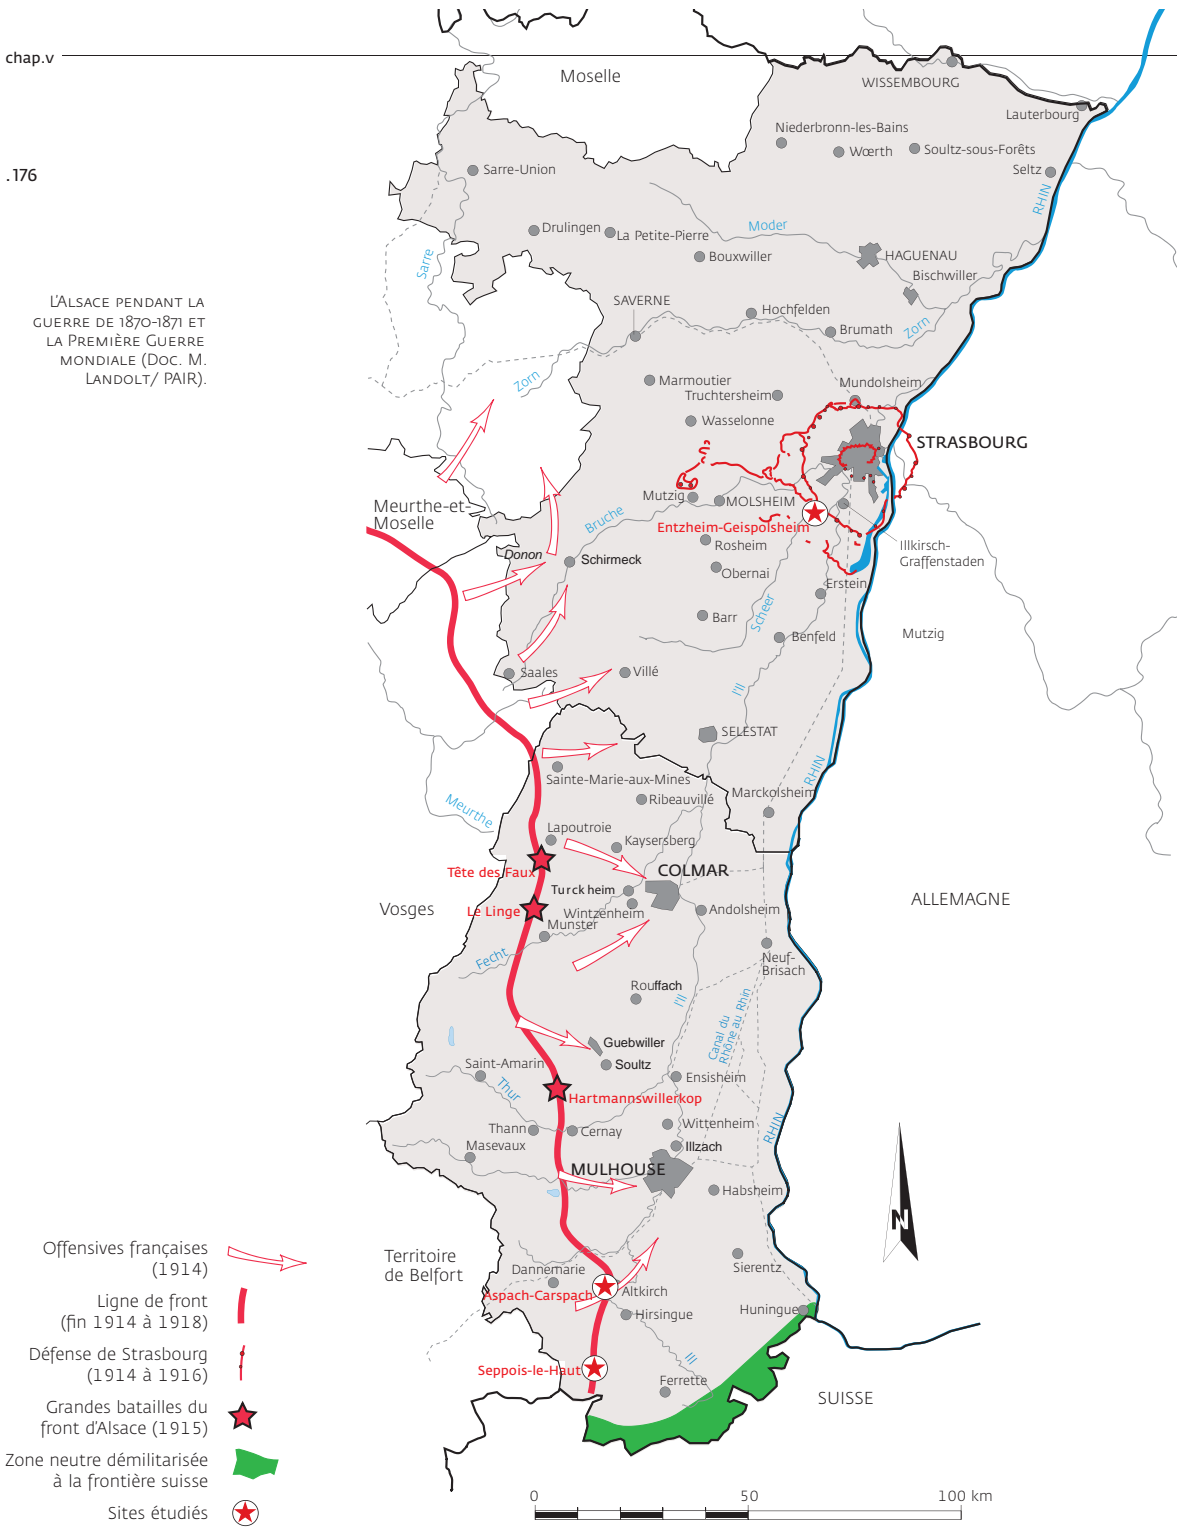 chap.v
Moselle
WISSEMBOURG
Lauterbourg
Niederbronn-les-Bains
Wœrth
Soultz-sous-Forêts
Seltz
.176
Sarre-Union
RHIN
Drulingen
La Petite-Pierre
Moder
Bouxwiller
HAGUENAU
Bischwiller
Sarre
L'Alsace pendant la
guerre de 1870-1871 et
la Première Guerre
mondiale (Doc. M.
Landolt/ PAIR).
SAVERNE
Hochfelden
Brumath
Zorn
Zorn
Marmoutier
Truchtersheim
Mundolsheim
Wasselonne
STRASBOURG
Meurthe-et-
Moselle
Mutzig
MOLSHEIM
Bruche
Entzheim-Geispolsheim
Rosheim
Illkirsch-
Graffenstaden
Donon
Schirmeck
Obernai
Erstein
Barr
Scheer
Benfeld
Mutzig
Saales
Villé
l'Ill
SELESTAT
RHIN
Sainte-Marie-aux-Mines
Ribeauvillé
Marckolsheim
Meurthe
Lapoutroie
Kaysersberg
Tête des Faux
COLMAR
Turckheim
Vosges
Le Linge
Wintzenheim
Andolsheim
ALLEMAGNE
Munster
Fecht
Neuf-
Brisach
Rouffach
l'Ill
Canal du
Rhône au Rhin
Guebwiller
Saint-Amarin
Soultz
Ensisheim
Thur
Hartmannswillerkop
Thann
Cernay
Wittenheim
RHIN
Masevaux
Illzach
MULHOUSE
Habsheim
N
Territoire
de Belfort
Dannemarie
Sierentz
Aspach-Carspach
Altkirch
Hirsingue
Huningue
Ill
Seppois-le-Haut
Ferrette
SUISSE
Offensives françaises
(1914)
Ligne de front
(fin 1914 à 1918)
Défense de Strasbourg
(1914 à 1916)
Grandes batailles du
front d'Alsace (1915)
Zone neutre démilitarisée
à la frontière suisse
Sites étudiés
0 50 100 km